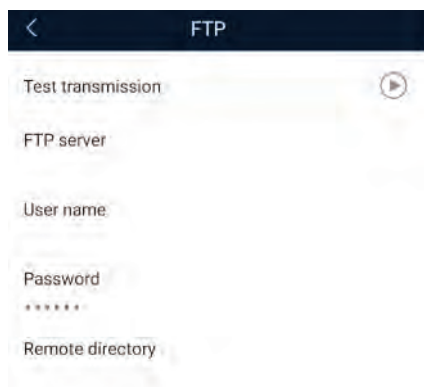 FTP
Test transmission
FTP server
User name
Password
******
Remote directory